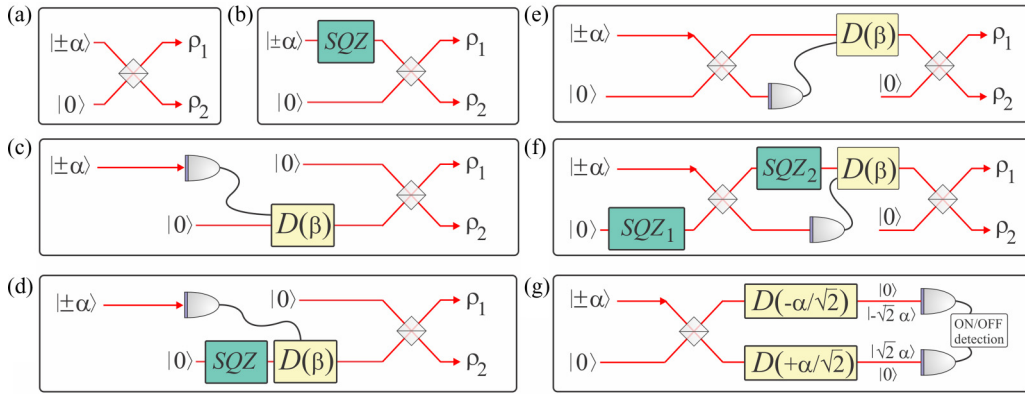 (a)
|±α⟩
|0⟩
ρ₁
ρ₂
(b)
|±α⟩
SQZ
|0⟩
ρ₁
ρ₂
(c)
|±α⟩
|0⟩
|0⟩
D(β)
ρ₁
ρ₂
(d)
|±α⟩
|0⟩
|0⟩
SQZ
D(β)
ρ₁
ρ₂
(e)
|±α⟩
|0⟩
D(β)
|0⟩
ρ₁
ρ₂
(f)
|±α⟩
|0⟩
SQZ₁
SQZ₂
D(β)
|0⟩
ρ₁
ρ₂
(g)
|±α⟩
|0⟩
D(-α/√2)
D(+α/√2)
|0⟩
|-√2 α⟩
|√2 α⟩
|0⟩
ON/OFF
detection